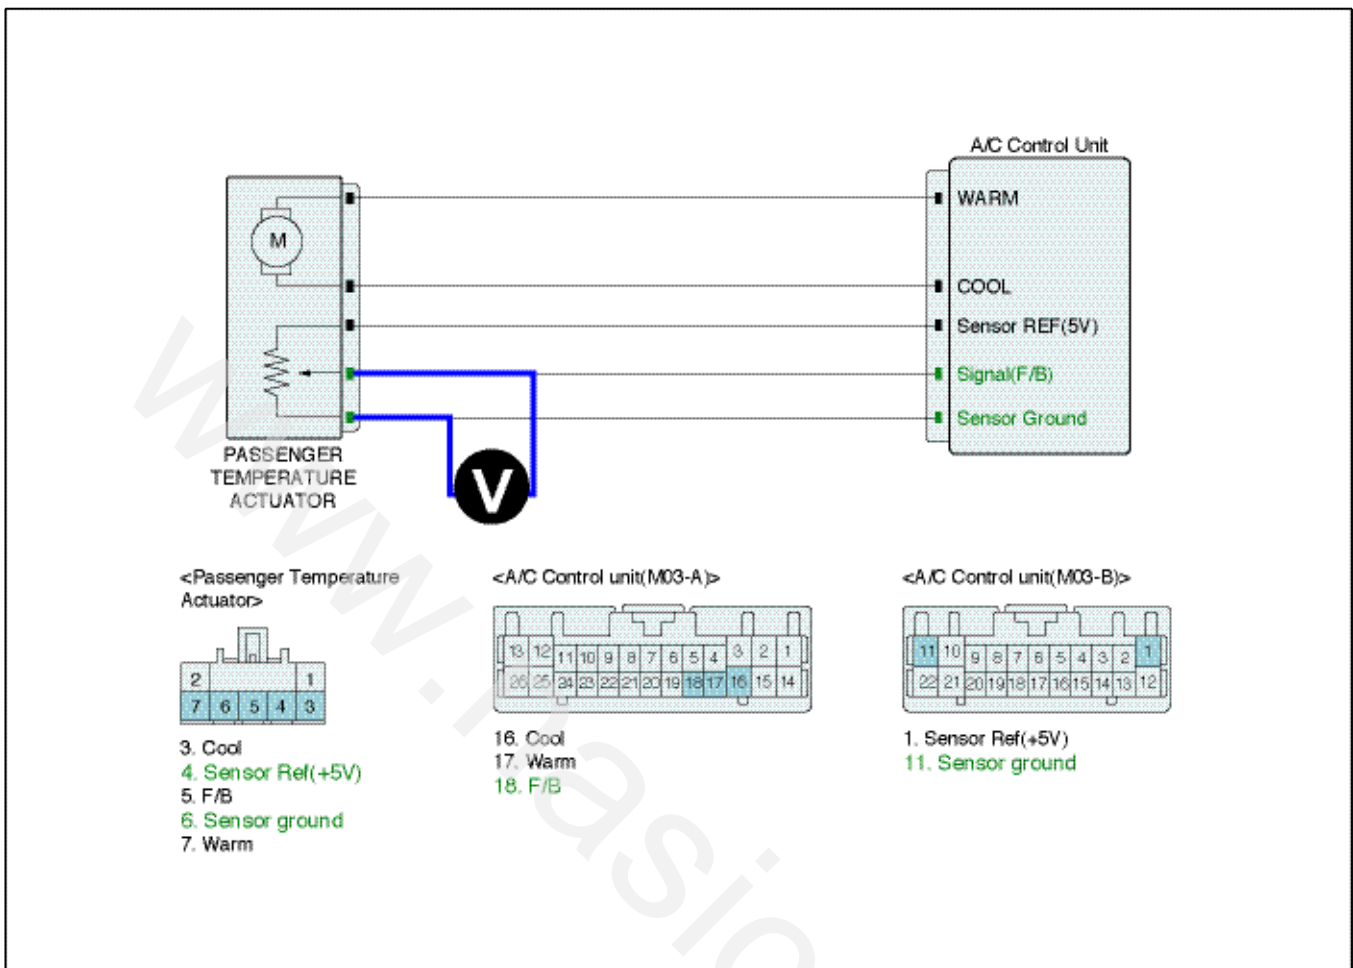 A/C Control Unit
WARM
M
COOL
Sensor REF(5V)
Signal(F/B)
Sensor Ground
PASSENGER
TEMPERATURE
ACTUATOR
V
<Passenger Temperature
Actuator>
2 1
7 6 5 4 3
3. Cool
4. Sensor Ref(+5V)
5. F/B
6. Sensor ground
7. Warm
<A/C Control unit(M03-A)>
13 12 11 10 9 8 7 6 5 4 3 2 1
26 25 24 23 22 21 20 19 18 17 16 15 14
16. Cool
17. Warm
18. F/B
<A/C Control unit(M03-B)>
11 10 9 8 7 6 5 4 3 2 1
22 21 20 19 18 17 16 15 14 13 12
1. Sensor Ref(+5V)
11. Sensor ground